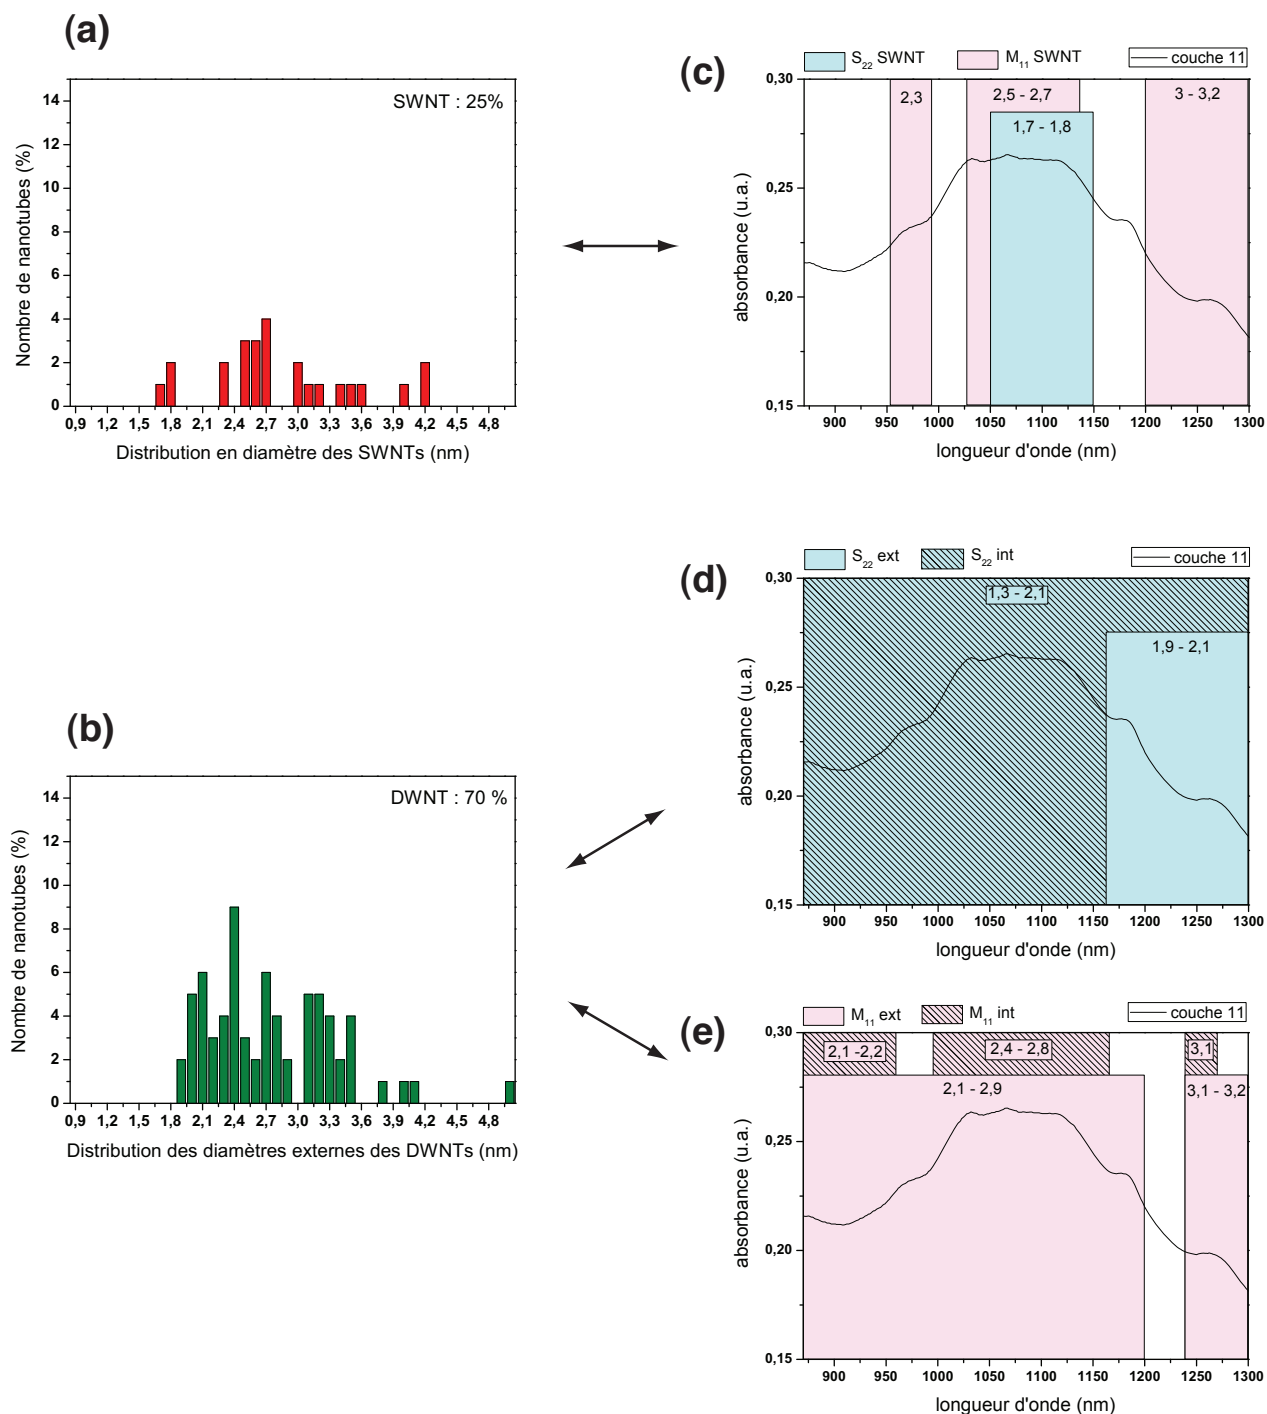 (a)
SWNT : 25%
Nombre de nanotubes (%)
14
12
10
8
6
4
2
0
0,9 1,2 1,5 1,8 2,1 2,4 2,7 3,0 3,3 3,6 3,9 4,2 4,5 4,8
Distribution en diamètre des SWNTs (nm)
(c)
S22 SWNT M11 SWNT couche 11
2,3
2,5 - 2,7
3 - 3,2
1,7 - 1,8
absorbance (u.a.)
0,30
0,25
0,20
0,15
900 950 1000 1050 1100 1150 1200 1250 1300
longueur d'onde (nm)
(b)
DWNT : 70 %
Nombre de nanotubes (%)
14
12
10
8
6
4
2
0
0,9 1,2 1,5 1,8 2,1 2,4 2,7 3,0 3,3 3,6 3,9 4,2 4,5 4,8
Distribution des diamètres externes des DWNTs (nm)
(d)
S22 ext S22 int couche 11
1,3 - 2,1
1,9 - 2,1
absorbance (u.a.)
0,30
0,25
0,20
0,15
900 950 1000 1050 1100 1150 1200 1250 1300
longueur d'onde (nm)
(e)
M11 ext M11 int couche 11
2,1 -2,2
2,4 - 2,8
3,1
2,1 - 2,9
3,1 - 3,2
absorbance (u.a.)
0,30
0,25
0,20
0,15
900 950 1000 1050 1100 1150 1200 1250 1300
longueur d'onde (nm)